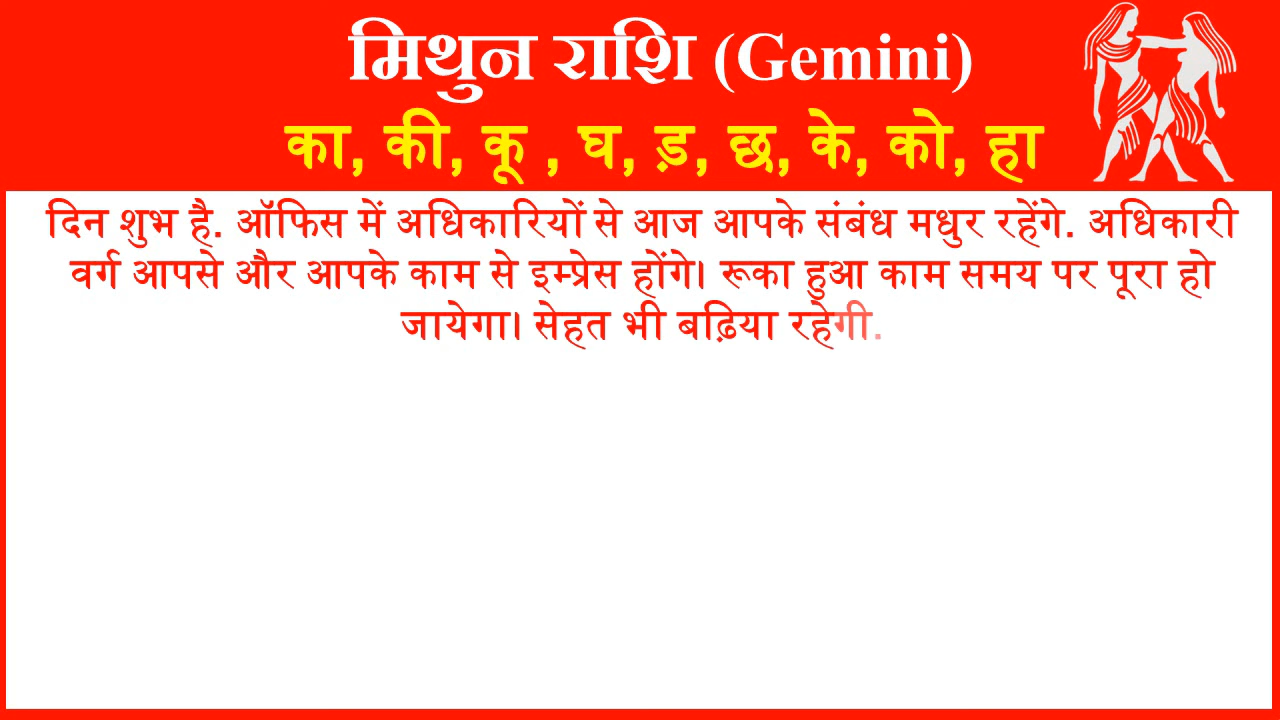 मिथुन राशि (Gemini)
का, की, कू , घ, ड़, छ, के, को, हा
दिन शुभ है. ऑफिस में अधिकारियों से आज आपके संबंध मधुर रहेंगे. अधिकारी
वर्ग आपसे और आपके काम से इम्प्रेस होंगे। रूका हुआ काम समय पर पूरा हो
जायेगा। सेहत भी बढ़िया रहेगी.